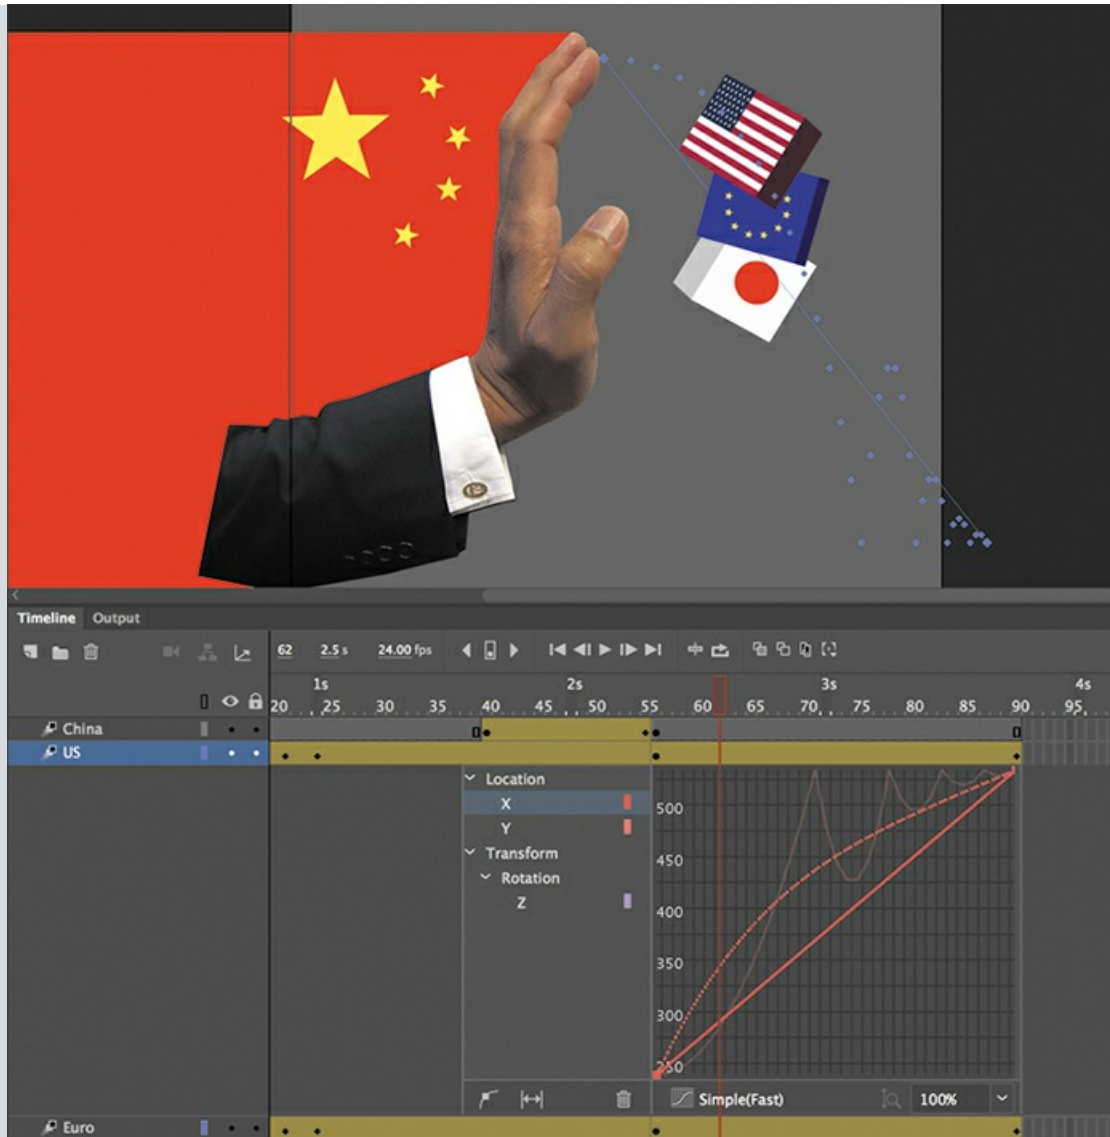 Timeline Output
62 2.5 s 24.00 fps
1s 2s 3s 4s
20 25 30 35 40 45 50 55 60 65 70 75 80 85 90 95
China
US
Location
X
Y
Transform
Rotation
Z
500
450
400
350
300
250
Simple(Fast) 100%
Euro